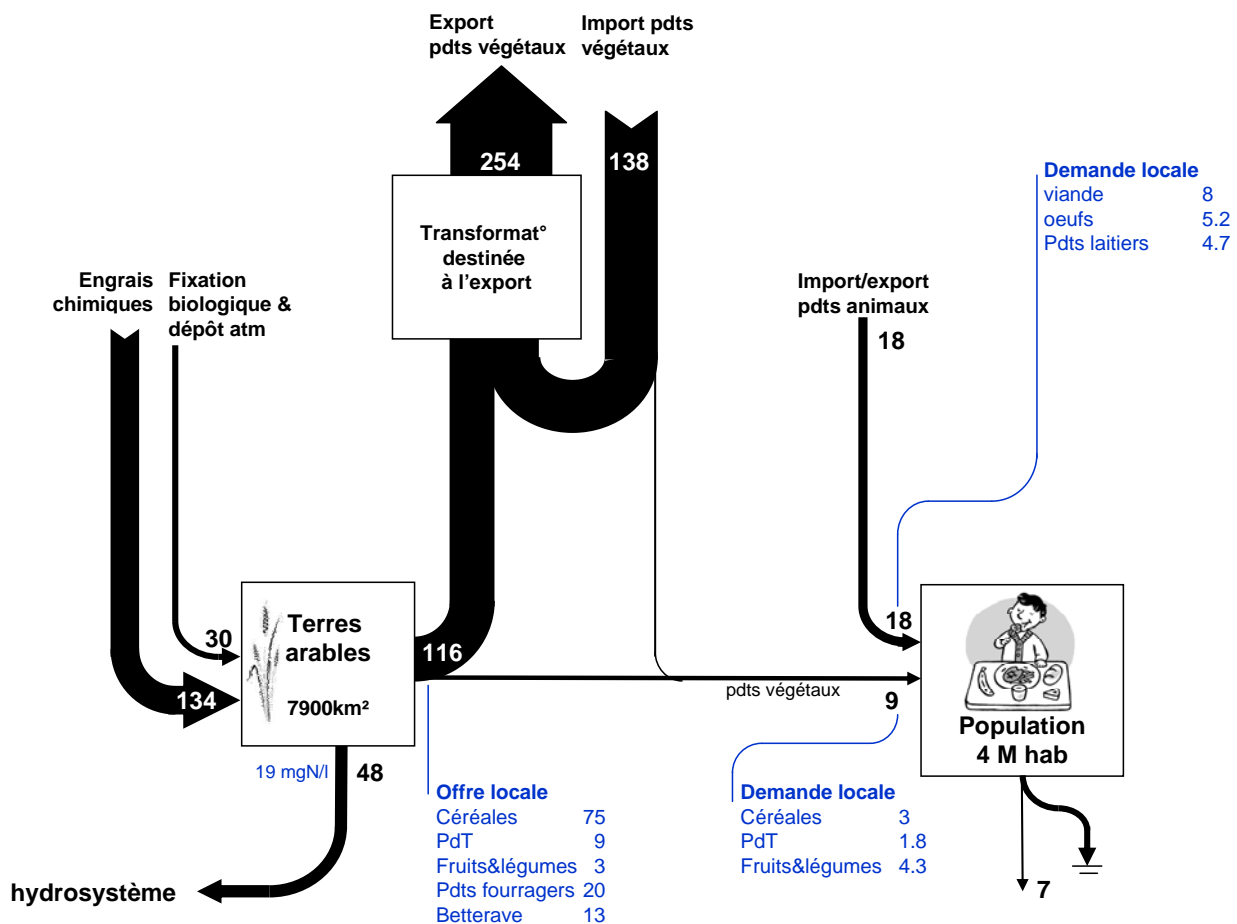 Export
pdts végétaux
Import pdts
végétaux
254
138
Transformat°
destinée
à l'export
Demande locale
viande 8
oeufs 5.2
Pdts laitiers 4.7
Engrais
chimiques
Fixation
biologique &
dépôt atm
Import/export
pdts animaux
18
30
134
Terres
arables
7900km²
116
18
pdts végétaux
9
Population
4 M hab
19 mgN/l
48
Offre locale
Céréales 75
PdT 9
Fruits&légumes 3
Pdts fourragers 20
Betterave 13
Demande locale
Céréales 3
PdT 1.8
Fruits&légumes 4.3
hydrosystème
7